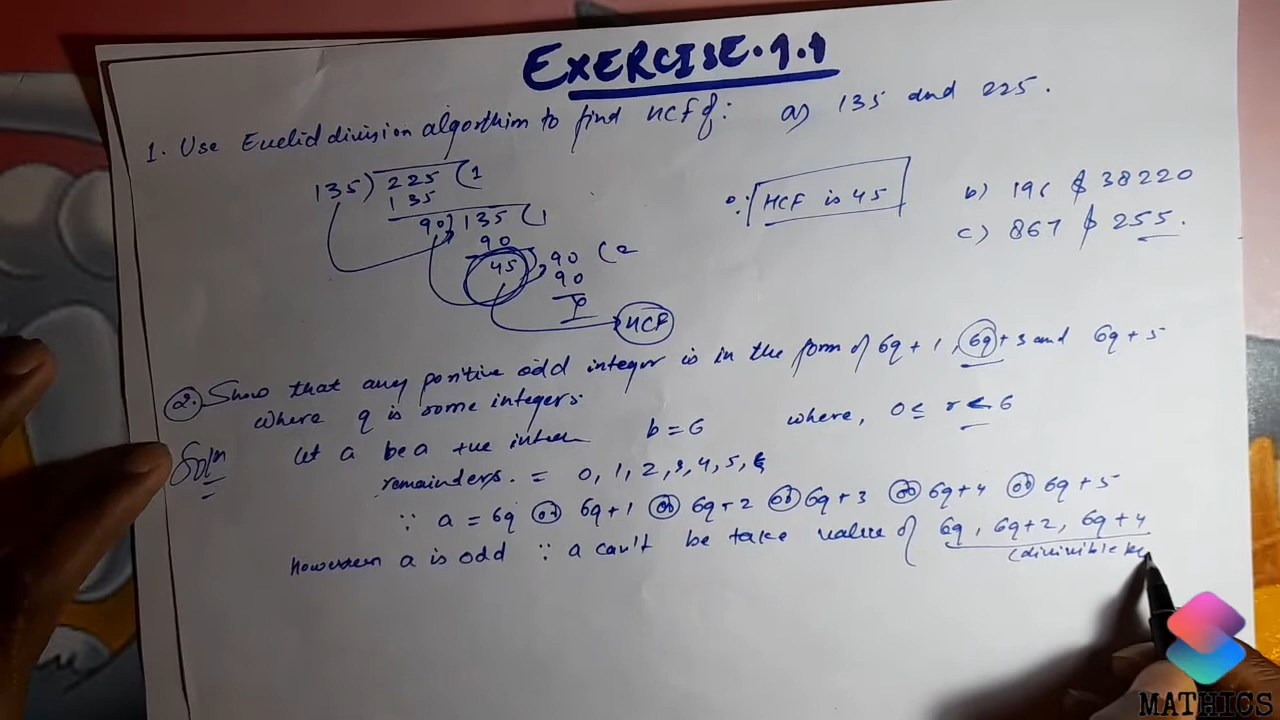 EXERCISE.1.1
1. Use Euclid division algorthim to find HCF of: a) 135 and 225.
135) 225 (1
135
90) 135 (1
90
45) 90 (2
90
0
HCF
∴ HCF is 45
b) 196 & 38220
c) 867 & 255.
2. Show that any positive odd integer is in the form of 6q + 1, 6q + 3 and 6q + 5
where q is some integers.
Soln
let a be a +ve b = 6 where, 0 ≤ r < 6
remainders. = 0, 1, 2, 3, 4, 5,
∵ a = 6q or 6q + 1 or 6q + 2 or 6q + 3 or 6q + 4 or 6q + 5
a is odd ∵ a can't be take value of 6q, 6q+2, 6q+4
(divisible by
MATHICS